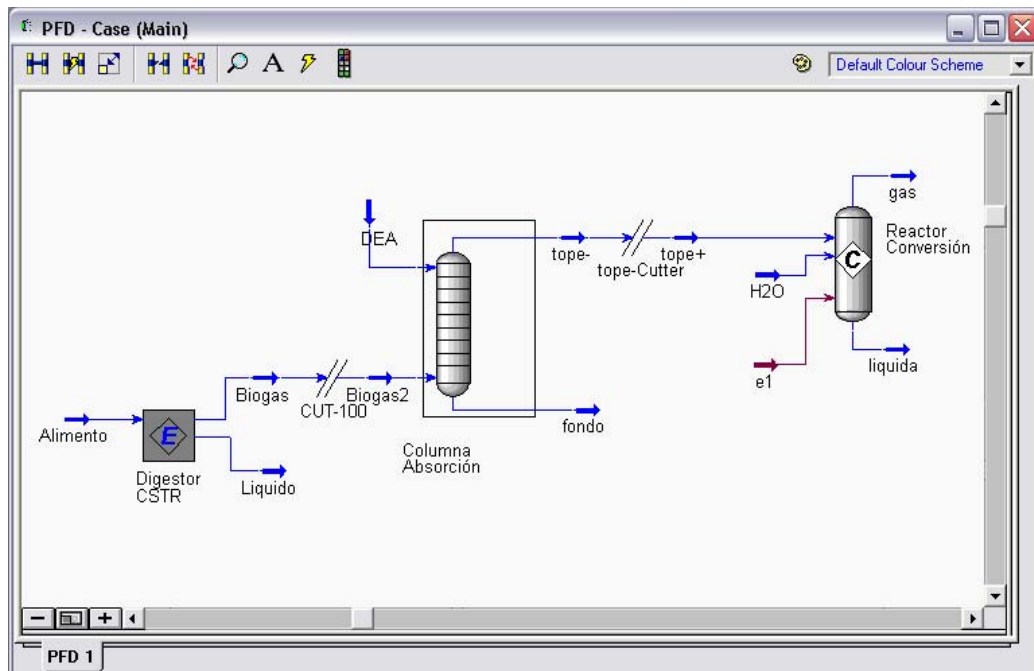 PFD - Case (Main)
A
Default Colour Scheme
gas
Reactor
Conversión
C
DEA
tope-
tope-Cutter
tope+
H2O
e1
liquida
Biogas
CUT-100
Biogas2
fondo
Alimento
E
Columna
Absorción
Digestor
CSTR
Liquido
PFD 1